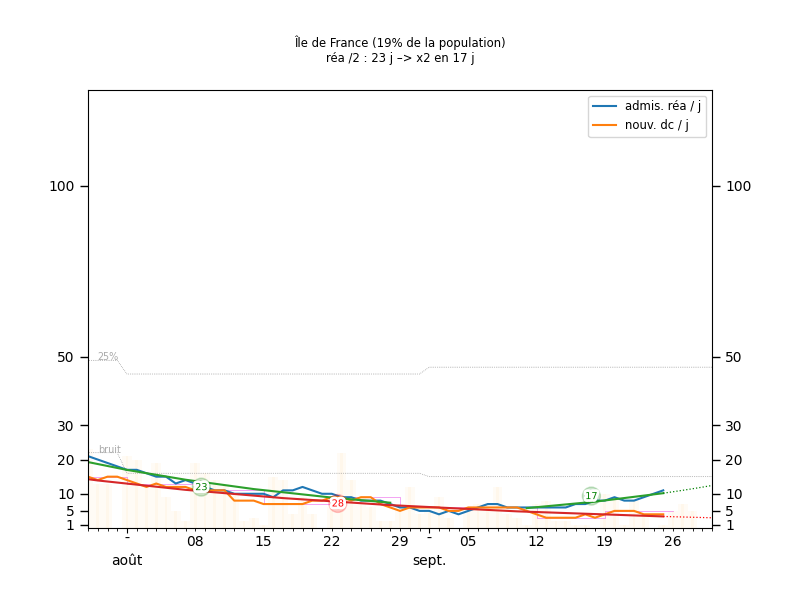 Île de France (19% de la population)
réa /2 : 23 j –> x2 en 17 j
admis. réa / j
nouv. dc / j
100
100
50
50
25%
30
30
bruit
20
20
10
10
5
5
1
1
23
28
17
- 08 15 22 29 - 05 12 19 26
août sept.